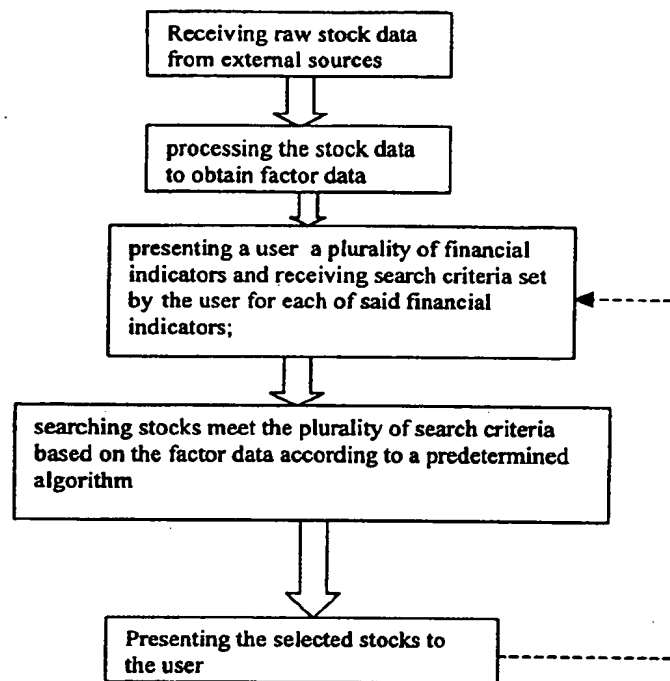 Receiving raw stock data
from external sources
processing the stock data
to obtain factor data
presenting a user a plurality of financial
indicators and receiving search criteria set
by the user for each of said financial
indicators;
searching stocks meet the plurality of search criteria
based on the factor data according to a predetermined
algorithm
Presenting the selected stocks to
the user